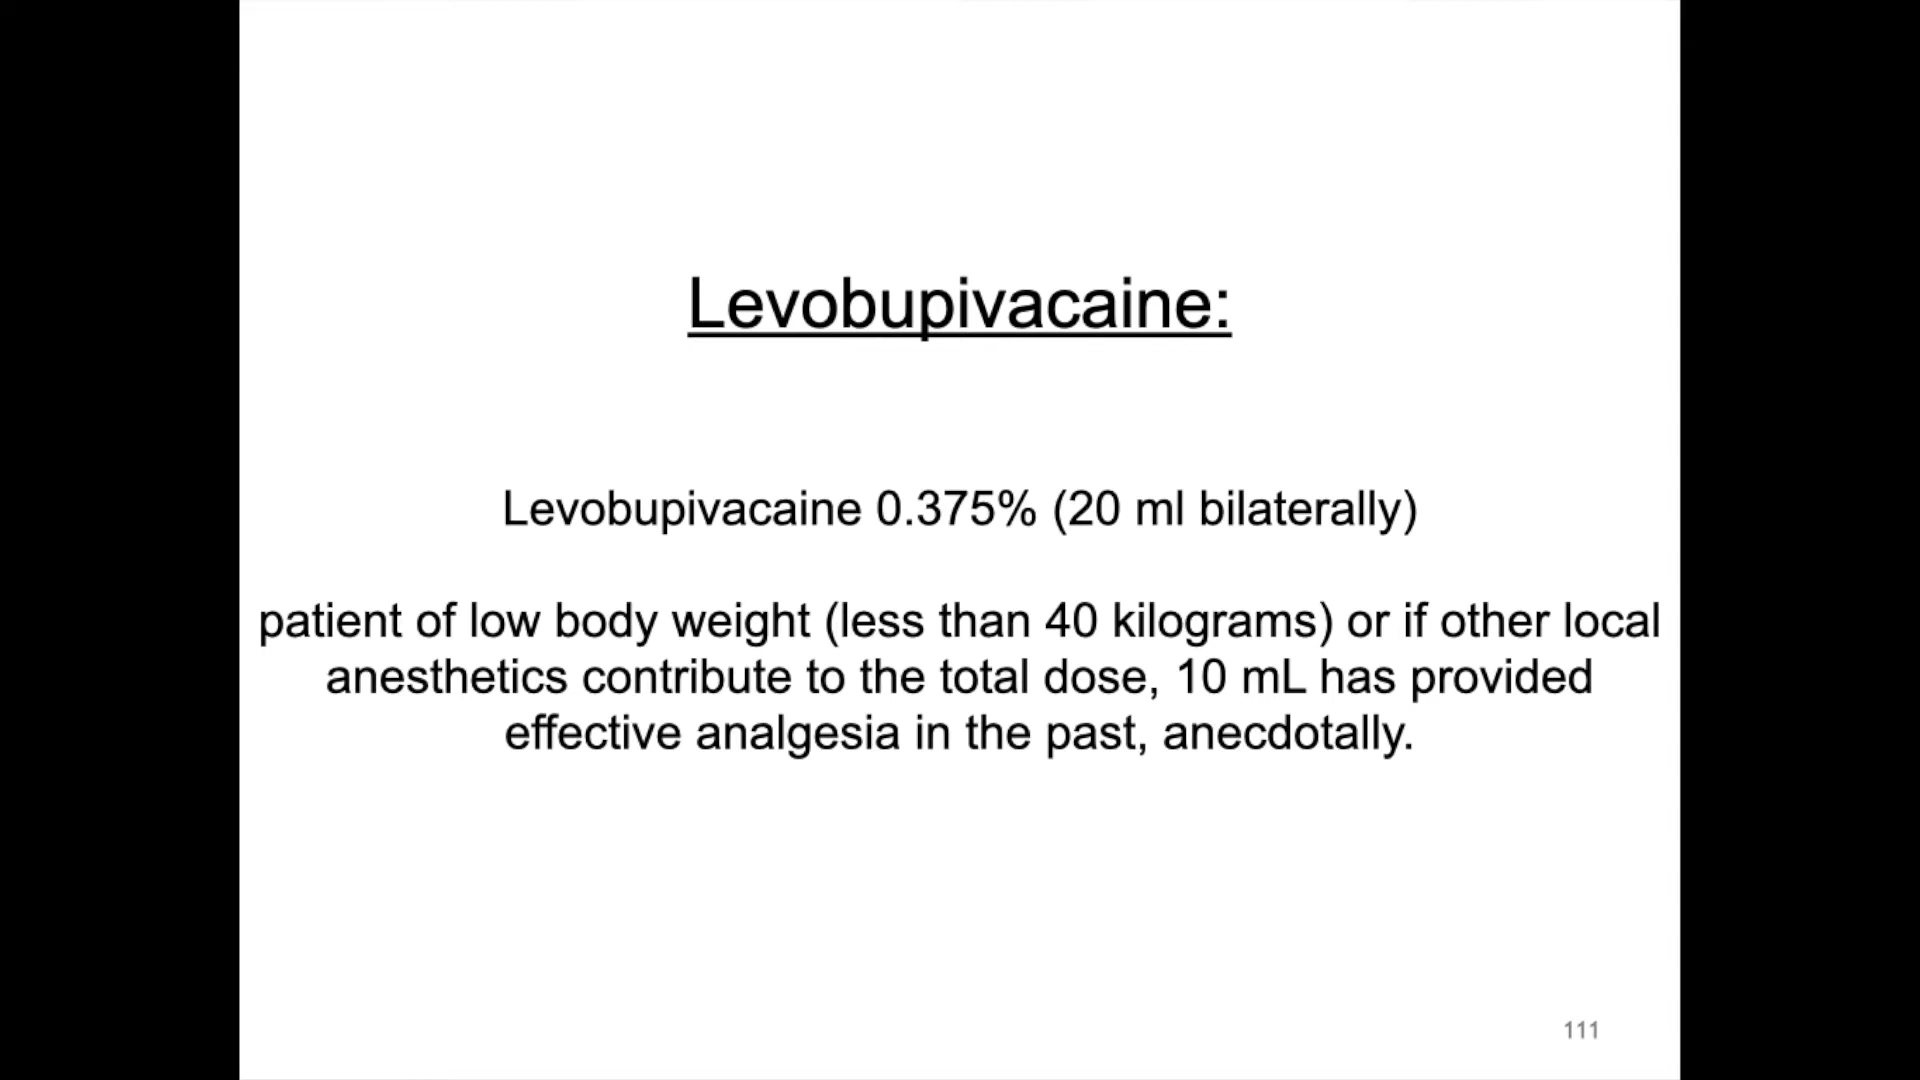 Levobupivacaine:
Levobupivacaine 0.375% (20 ml bilaterally)
patient of low body weight (less than 40 kilograms) or if other local
anesthetics contribute to the total dose, 10 mL has provided
effective analgesia in the past, anecdotally.
111